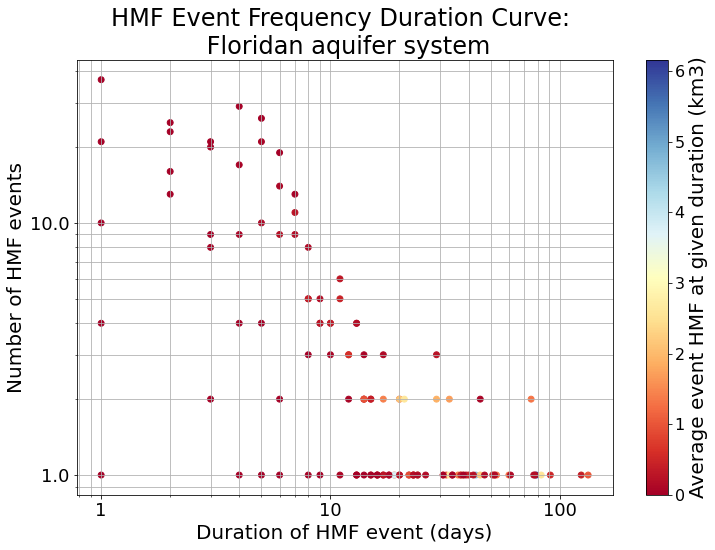 HMF Event Frequency Duration Curve:
Floridan aquifer system
Number of HMF events
10.0
1.0
1
10
100
Duration of HMF event (days)
6
5
4
3
2
1
0
Average event HMF at given duration (km3)